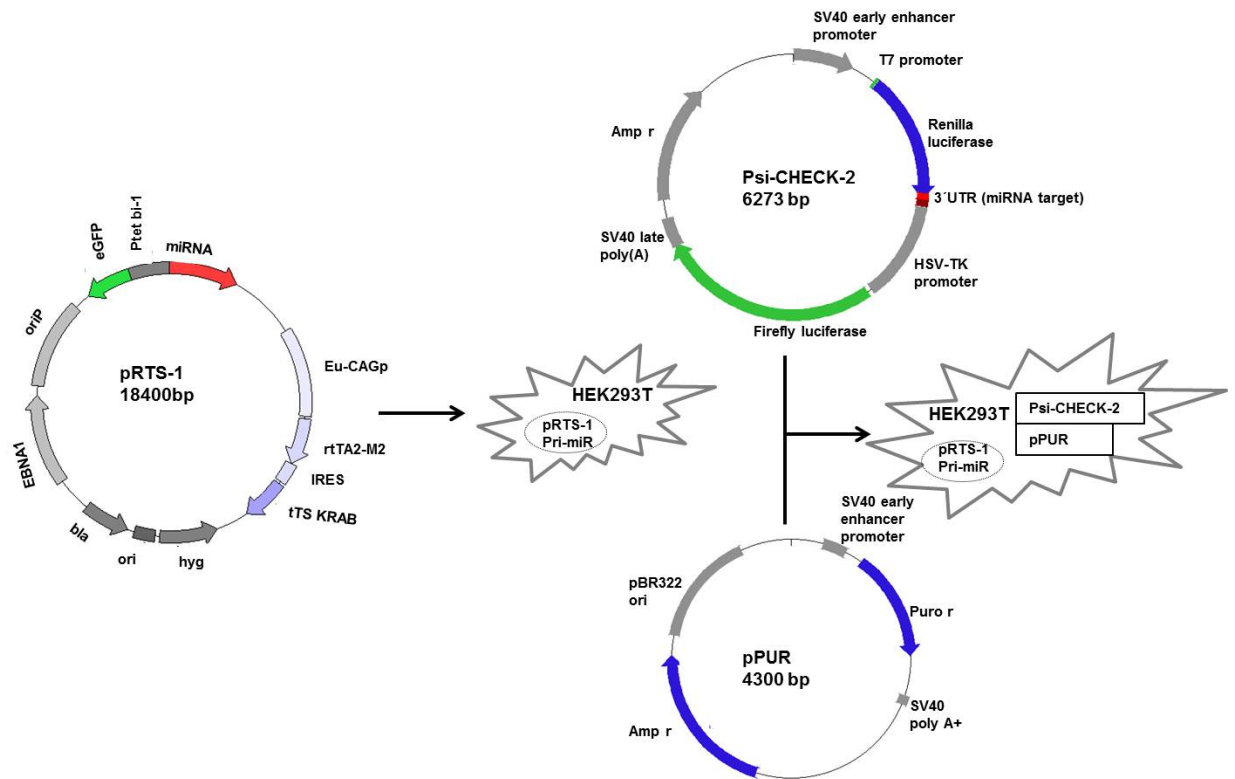 SV40 early enhancer
promoter
T7 promoter
Amp r
Renilla
luciferase
Psi-CHECK-2
6273 bp
3´UTR (miRNA target)
SV40 late
poly(A)
HSV-TK
promoter
Firefly luciferase
eGFP
Ptet bi-1
miRNA
oriP
pRTS-1
18400bp
Eu-CAGp
EBNA1
rtTA2-M2
IRES
tTS KRAB
bla
ori
hyg
HEK293T
pRTS-1
Pri-miR
HEK293T
Psi-CHECK-2
pPUR
pRTS-1
Pri-miR
SV40 early
enhancer
promoter
pBR322
ori
Puro r
pPUR
4300 bp
Amp r
SV40
poly A+